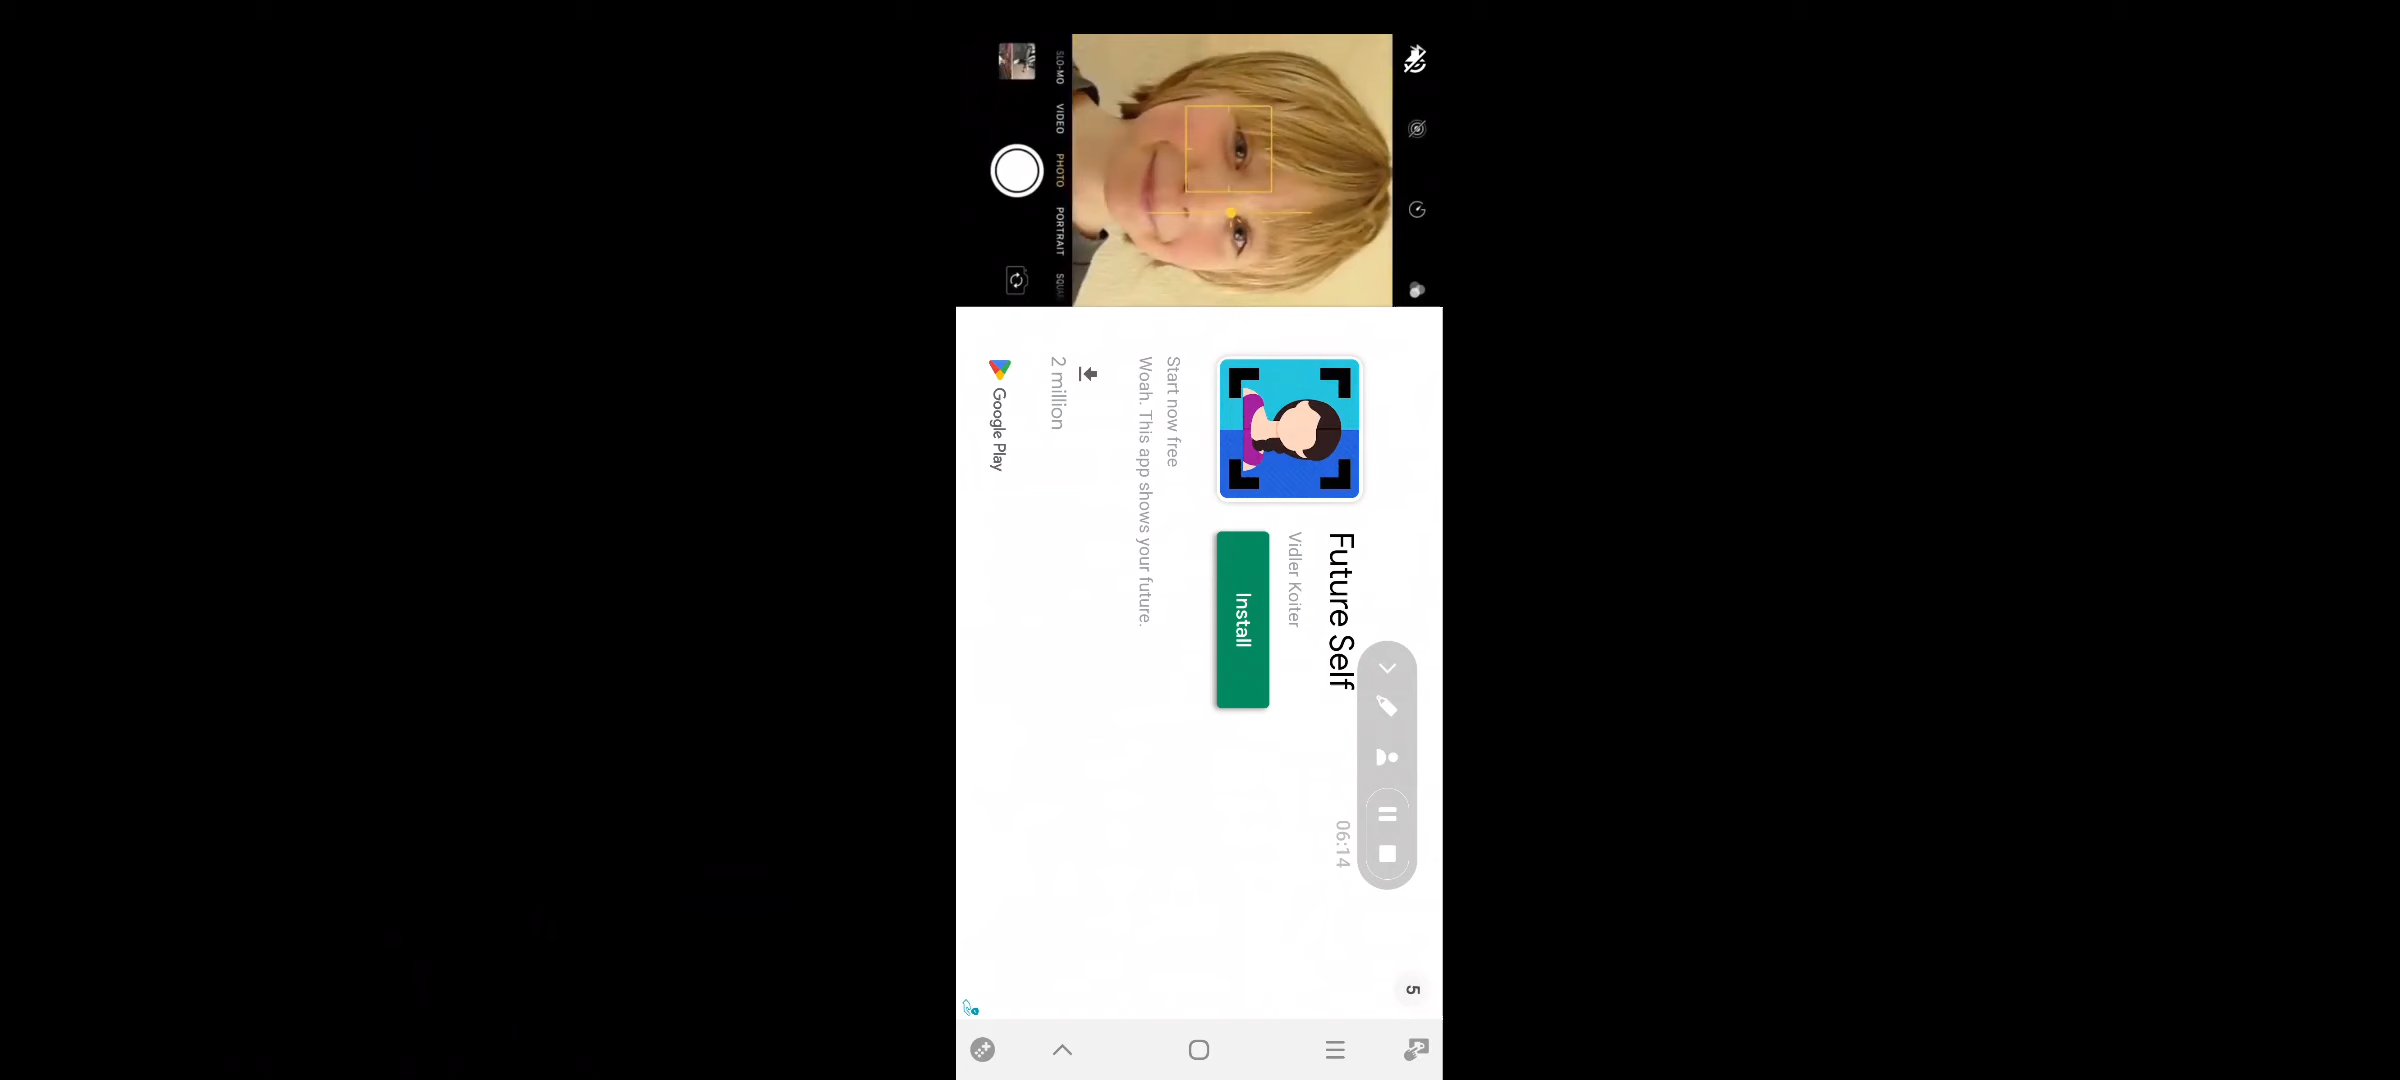 SLO-MO
VIDEO
PHOTO
PORTRAIT
SQUA
Future Self
Vidler Koiter
Install
Start now free
Woah. This app shows your future.
2 million
Google Play
06:14
5